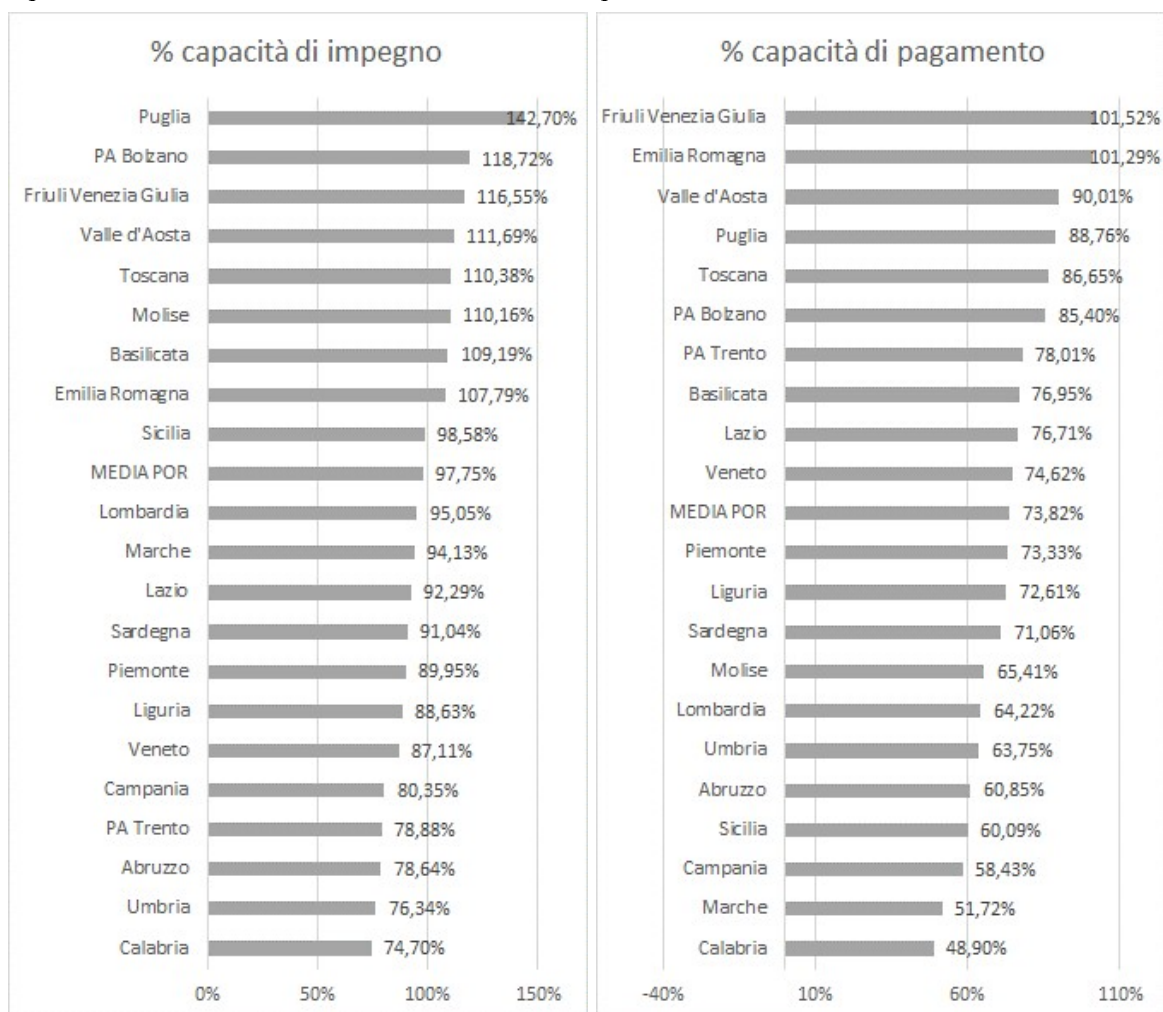 % capacità di impegno
Puglia 142,70%
PA Bolzano 118,72%
Friuli Venezia Giulia 116,55%
Valle d'Aosta 111,69%
Toscana 110,38%
Molise 110,16%
Basilicata 109,19%
Emilia Romagna 107,79%
Sicilia 98,58%
MEDIA POR 97,75%
Lombardia 95,05%
Marche 94,13%
Lazio 92,29%
Sardegna 91,04%
Piemonte 89,95%
Liguria 88,63%
Veneto 87,11%
Campania 80,35%
PA Trento 78,88%
Abruzzo 78,64%
Umbria 76,34%
Calabria 74,70%
0% 50% 100% 150%
% capacità di pagamento
Friuli Venezia Giulia 101,52%
Emilia Romagna 101,29%
Valle d'Aosta 90,01%
Puglia 88,76%
Toscana 86,65%
PA Bolzano 85,40%
PA Trento 78,01%
Basilicata 76,95%
Lazio 76,71%
Veneto 74,62%
MEDIA POR 73,82%
Piemonte 73,33%
Liguria 72,61%
Sardegna 71,06%
Molise 65,41%
Lombardia 64,22%
Umbria 63,75%
Abruzzo 60,85%
Sicilia 60,09%
Campania 58,43%
Marche 51,72%
Calabria 48,90%
-40% 10% 60% 110%